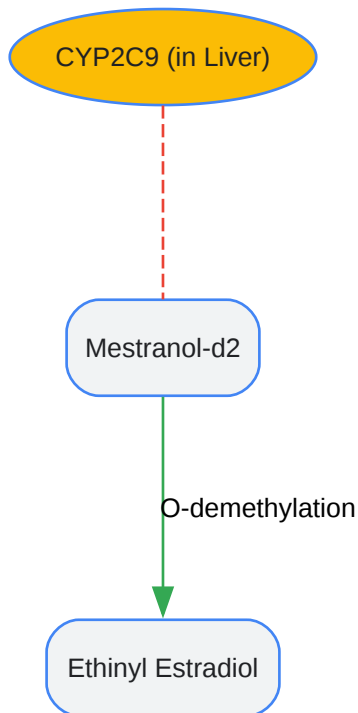 CYP2C9 (in Liver)
Mestranol-d2
O-demethylation
Ethinyl Estradiol